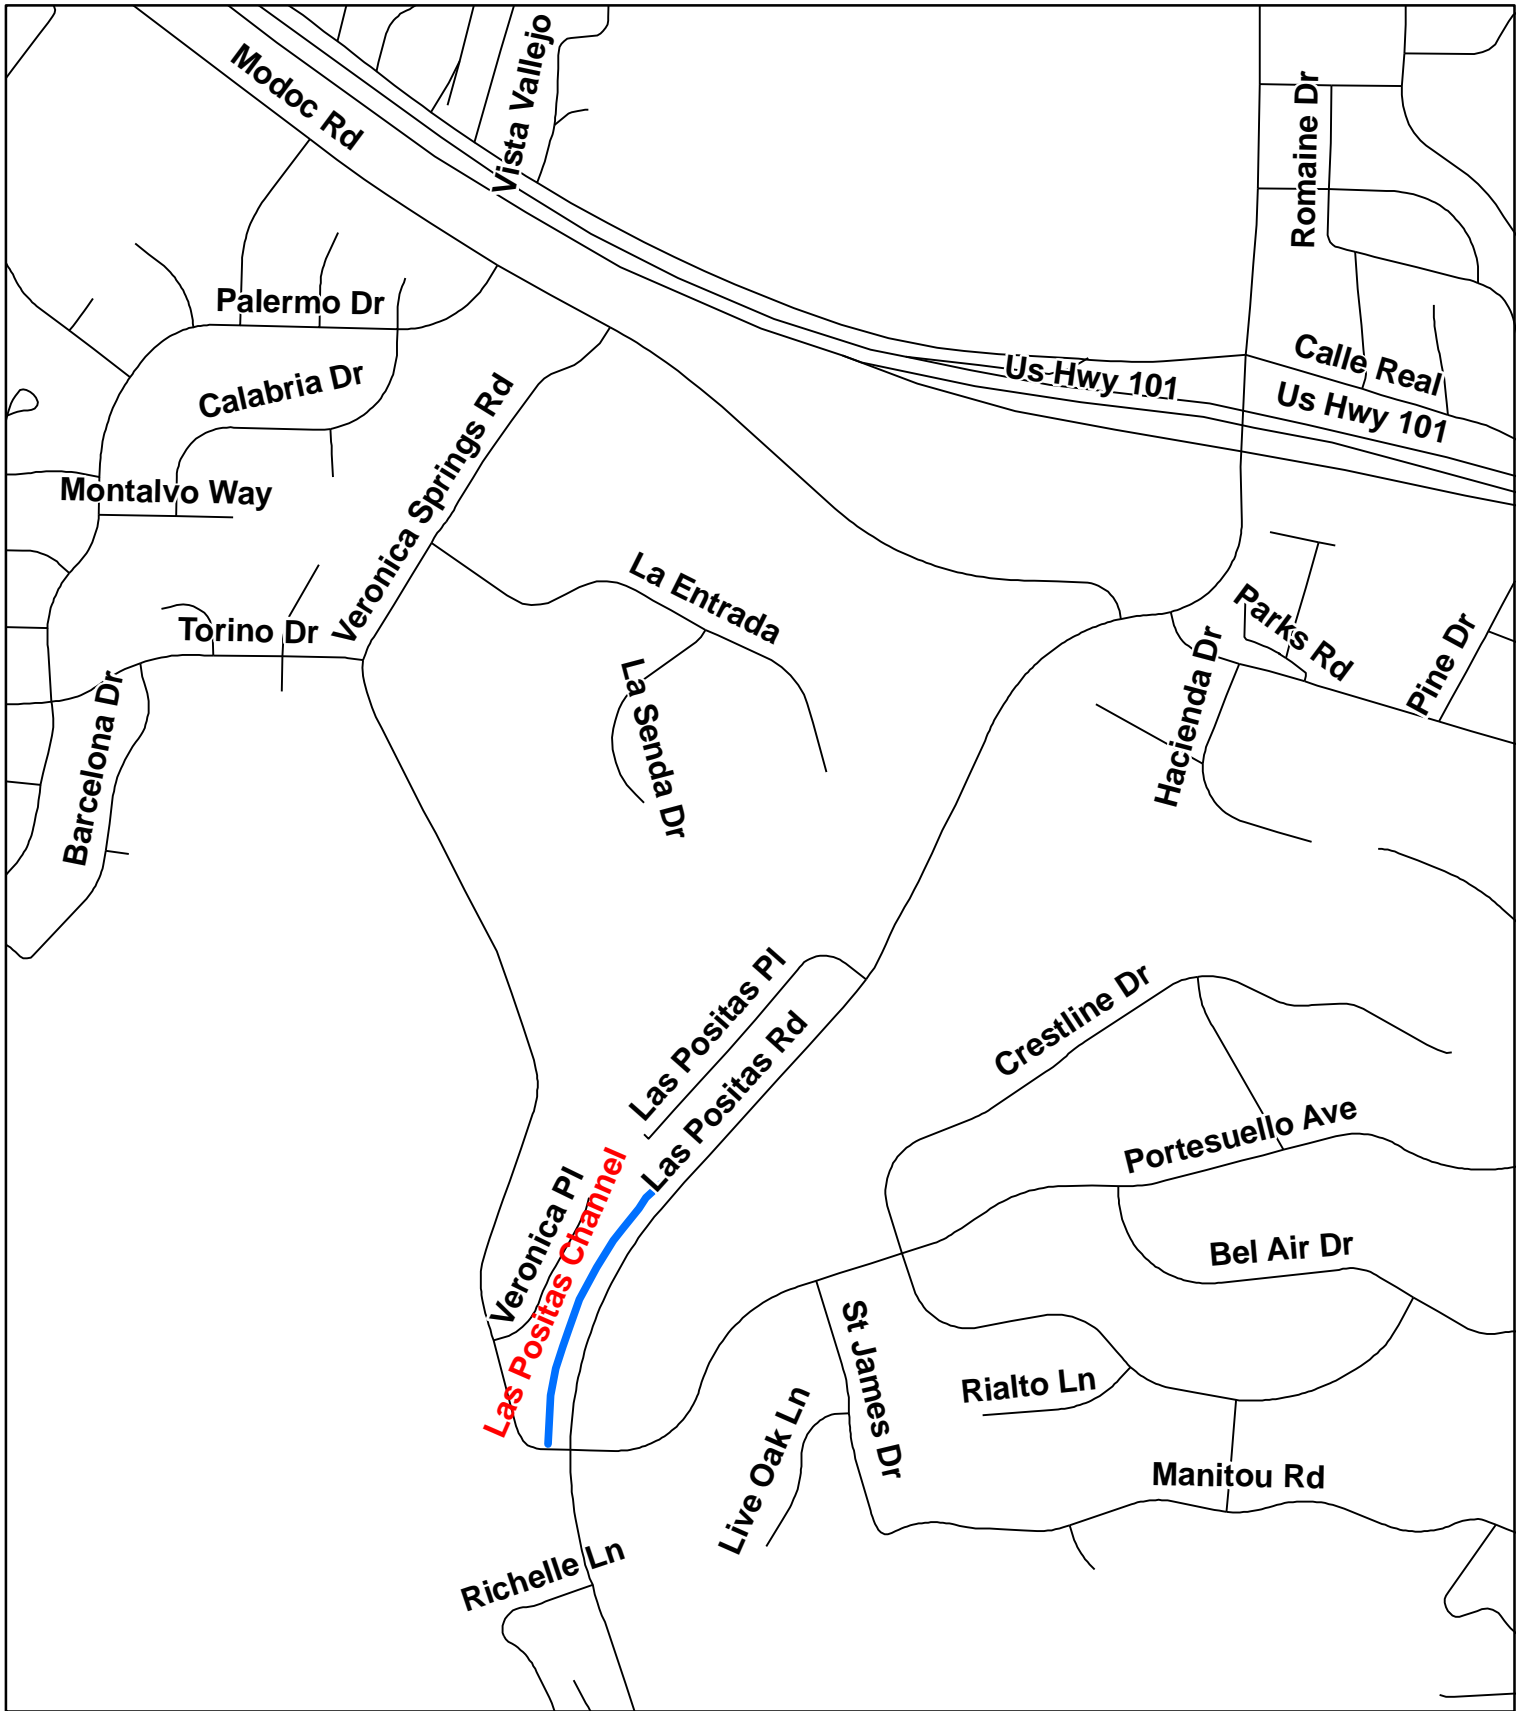 Modoc Rd
Vista Vallejo
Romaine Dr
Palermo Dr
Calabria Dr
Us Hwy 101
Calle Real
Us Hwy 101
Montalvo Way
Veronica Springs Rd
La Entrada
Torino Dr
Parks Rd
Pine Dr
Hacienda Dr
La Senda Dr
Barcelona Dr
Las Positas Pl
Las Positas Rd
Crestline Dr
Portesuello Ave
Veronica Pl
Las Positas Channel
Bel Air Dr
St James Dr
Rialto Ln
Live Oak Ln
Manitou Rd
Richelle Ln